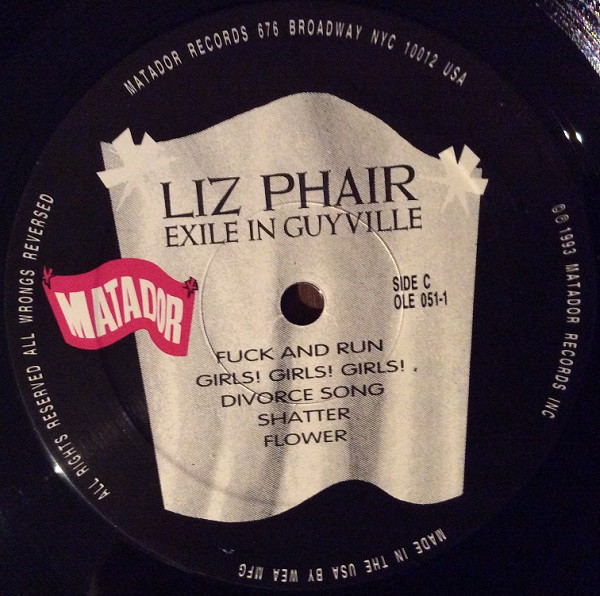 MATADOR RECORDS 676 BROADWAY NYC 10012 USA
LIZ PHAIR
EXILE IN GUYVILLE
MATADOR
SIDE C
OLE 051-1
FUCK AND RUN
GIRLS! GIRLS! GIRLS!
DIVORCE SONG
SHATTER
FLOWER
©℗1993 MATADOR RECORDS INC
MADE IN THE USA BY WEA MFG
ALL RIGHTS RESERVED ALL WRONGS REVERSED